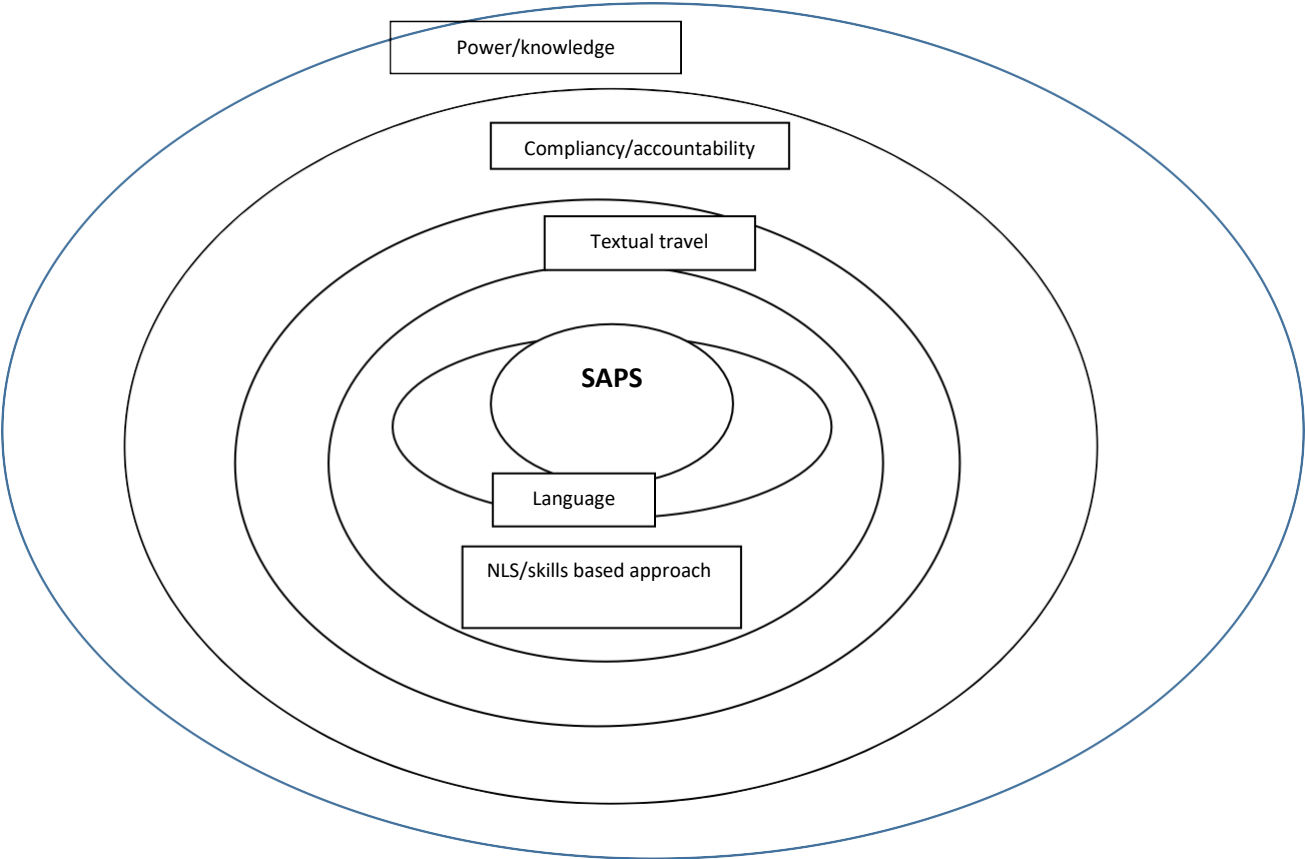 Power/knowledge
Compliancy/accountability
Textual travel
SAPS
Language
NLS/skills based approach